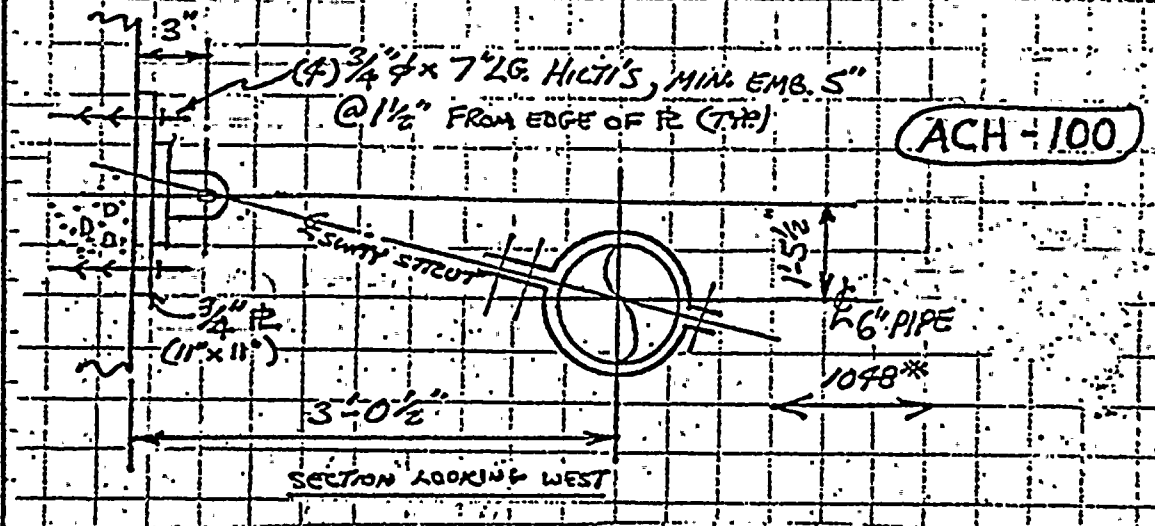 3"
(4) 3/4" ⌀ x 7" LG. HILTI'S, MIN. EMB. 5"
@ 1 1/2" FROM EDGE OF PL (TYP.)
ACH-100
℄ SWAY STRUT
1'-5 1/2"
3/4" PL
(11" x 11")
℄ 6" PIPE
1048#
3'-0 1/2"
SECTION LOOKING WEST